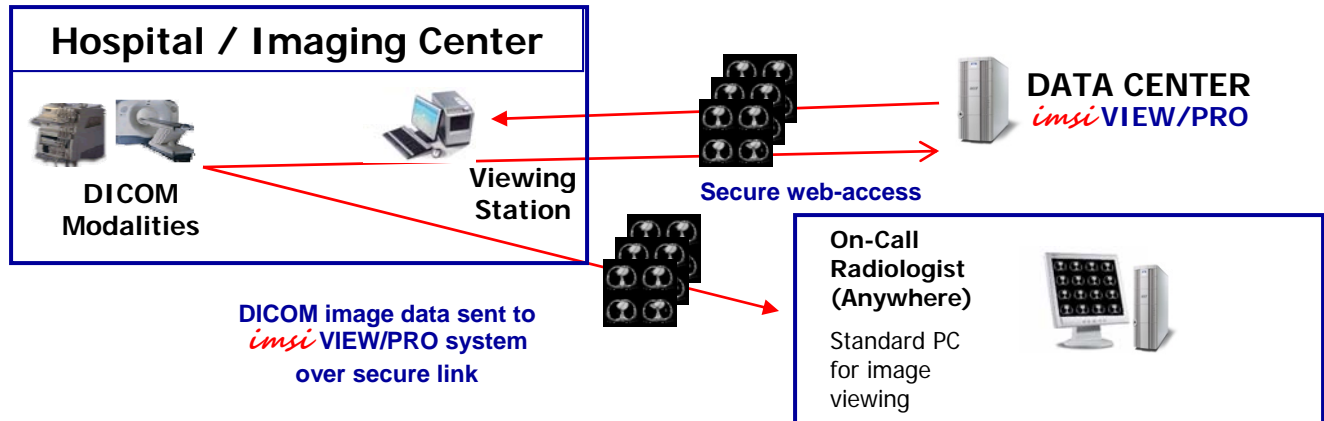 Hospital / Imaging Center
DICOM
Modalities
Viewing
Station
DATA CENTER
imsi VIEW/PRO
Secure web-access
DICOM image data sent to
imsi VIEW/PRO system
over secure link
On-Call
Radiologist
(Anywhere)
Standard PC
for image
viewing